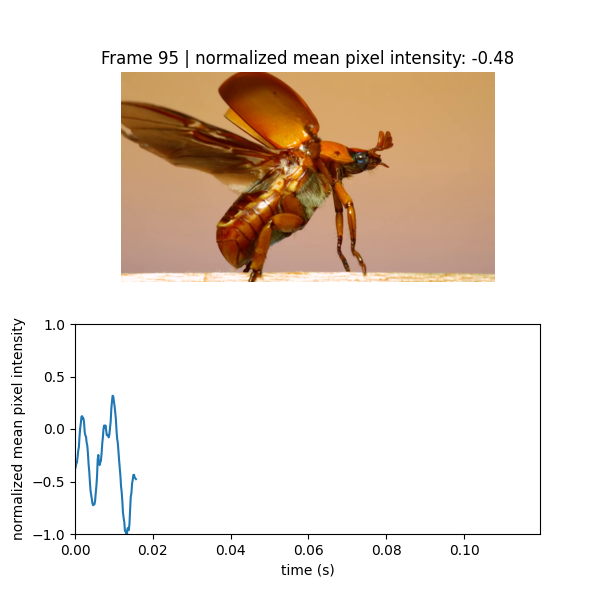 Frame 95 | normalized mean pixel intensity: -0.48
normalized mean pixel intensity
1.0
0.5
0.0
−0.5
−1.0
0.00 0.02 0.04 0.06 0.08 0.10
time (s)